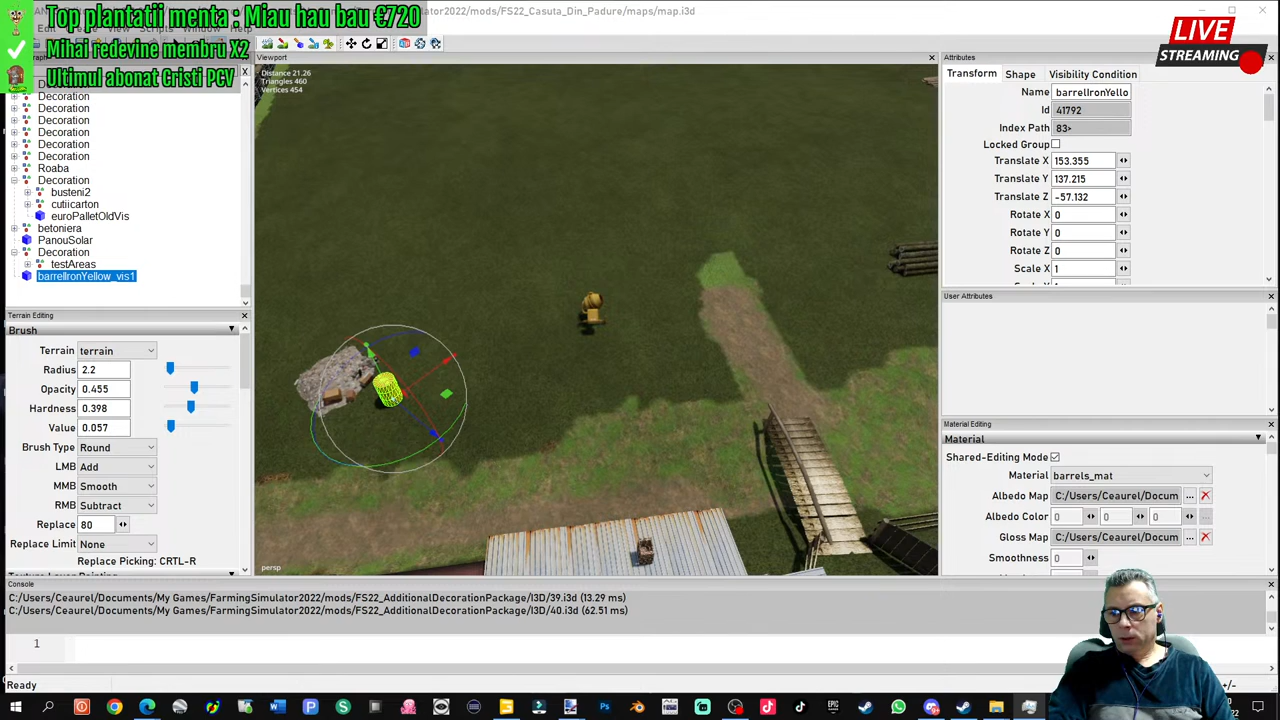 Top plantatii menta : Miau hau bau €720
Mihai redevine membru X2
Ultimul abonat Cristi PCV
ulator2022/mods/FS22_Casuta_Din_Padure/maps/map.i3d
LIVE
STREAMING
Viewport
Distance 21.26
Triangles 460
Vertices 454
persp
Decoration
Decoration
Decoration
Decoration
Decoration
Decoration
Roaba
Decoration
busteni2
cutiicarton
euroPalletOldVis
betoniera
PanouSolar
Decoration
testAreas
barrelIronYellow_vis1
Terrain Editing
Brush
Terrain terrain
Radius 2.2
Opacity 0.455
Hardness 0.398
Value 0.057
Brush Type Round
LMB Add
MMB Smooth
RMB Subtract
Replace 80
Replace Limit None
Replace Picking: CRTL-R
Attributes
Transform Shape Visibility Condition
Name barrelIronYello
Id 41792
Index Path 83>
Locked Group
Translate X 153.355
Translate Y 137.215
Translate Z -57.132
Rotate X 0
Rotate Y 0
Rotate Z 0
Scale X 1
User Attributes
Material Editing
Material
Shared-Editing Mode
Material barrels_mat
Albedo Map C:/Users/Ceaurel/Docum ...
Albedo Color 0 0 0
Gloss Map C:/Users/Ceaurel/Docum ...
Smoothness 0
Console
C:/Users/Ceaurel/Documents/My Games/FarmingSimulator2022/mods/FS22_AdditionalDecorationPackage/I3D/39.i3d (13.29 ms)
C:/Users/Ceaurel/Documents/My Games/FarmingSimulator2022/mods/FS22_AdditionalDecorationPackage/I3D/40.i3d (62.51 ms)
1
Ready
+/-